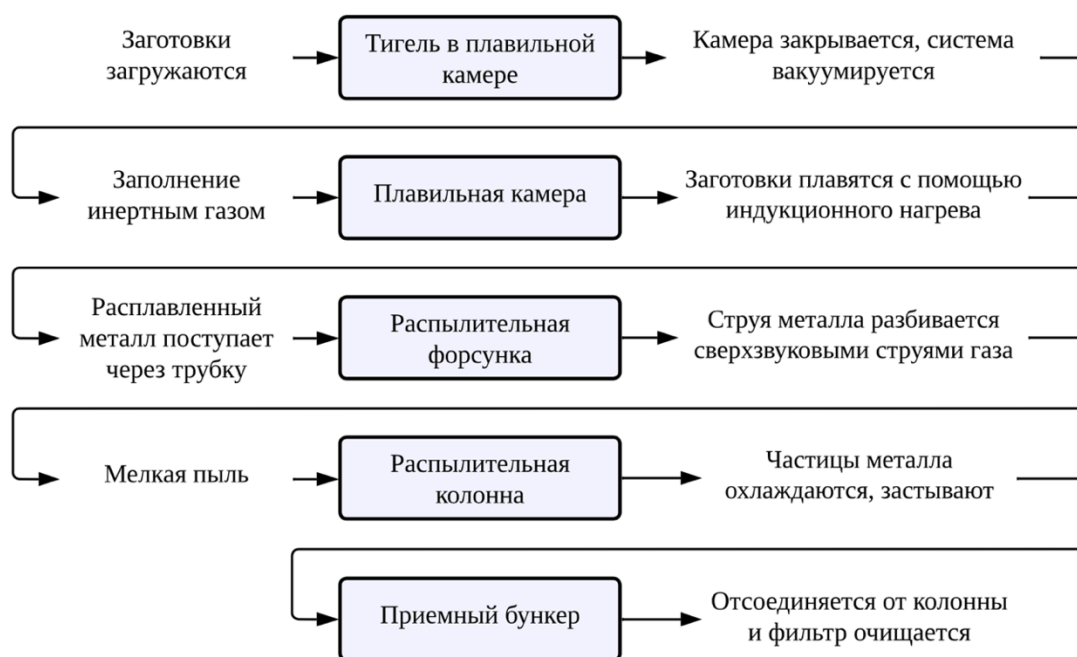 Заготовки
загружаются
Тигель в плавильной
камере
Камера закрывается, система
вакуумируется
Заполнение
инертным газом
Плавильная камера
Заготовки плавятся с помощью
индукционного нагрева
Расплавленный
металл поступает
через трубку
Распылительная
форсунка
Струя металла разбивается
сверхзвуковыми струями газа
Мелкая пыль
Распылительная
колонна
Частицы металла
охлаждаются, застывают
Приемный бункер
Отсоединяется от колонны
и фильтр очищается